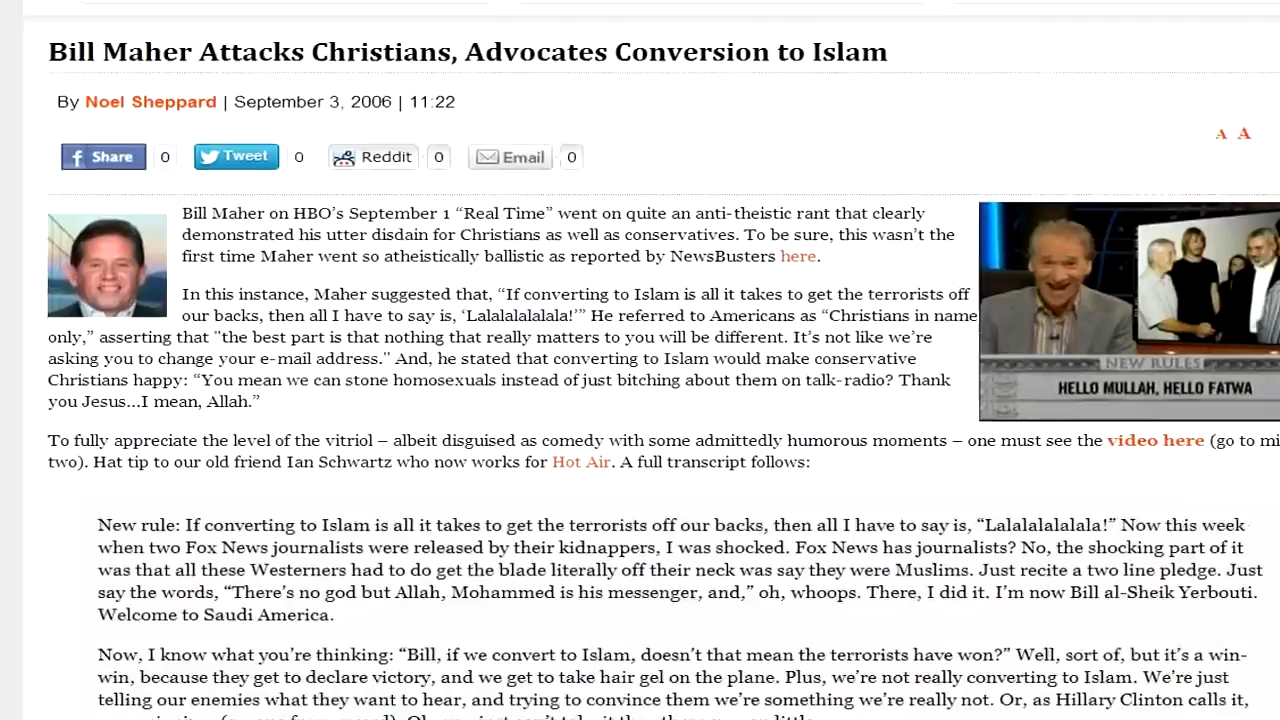 Bill Maher Attacks Christians, Advocates Conversion to Islam
By Noel Sheppard | September 3, 2006 | 11:22
A A
Share 0 Tweet 0 Reddit 0 Email 0
Bill Maher on HBO's September 1 “Real Time” went on quite an anti-theistic rant that clearly
demonstrated his utter disdain for Christians as well as conservatives. To be sure, this wasn't the
first time Maher went so atheistically ballistic as reported by NewsBusters here.
In this instance, Maher suggested that, “If converting to Islam is all it takes to get the terrorists off
our backs, then all I have to say is, ‘Lalalalalalala!’” He referred to Americans as “Christians in name
only,” asserting that "the best part is that nothing that really matters to you will be different. It's not like we're
asking you to change your e-mail address." And, he stated that converting to Islam would make conservative
Christians happy: “You mean we can stone homosexuals instead of just bitching about them on talk-radio? Thank
you Jesus...I mean, Allah.”
NEW RULES
HELLO MULLAH, HELLO FATWA
To fully appreciate the level of the vitriol – albeit disguised as comedy with some admittedly humorous moments – one must see the video here (go to mi
two). Hat tip to our old friend Ian Schwartz who now works for Hot Air. A full transcript follows:
New rule: If converting to Islam is all it takes to get the terrorists off our backs, then all I have to say is, “Lalalalalalala!” Now this week
when two Fox News journalists were released by their kidnappers, I was shocked. Fox News has journalists? No, the shocking part of it
was that all these Westerners had to do get the blade literally off their neck was say they were Muslims. Just recite a two line pledge. Just
say the words, “There's no god but Allah, Mohammed is his messenger, and,” oh, whoops. There, I did it. I'm now Bill al-Sheik Yerbouti.
Welcome to Saudi America.
Now, I know what you're thinking: “Bill, if we convert to Islam, doesn't that mean the terrorists have won?” Well, sort of, but it's a win-
win, because they get to declare victory, and we get to take hair gel on the plane. Plus, we're not really converting to Islam. We're just
telling our enemies what they want to hear, and trying to convince them we're something we're really not. Or, as Hillary Clinton calls it,